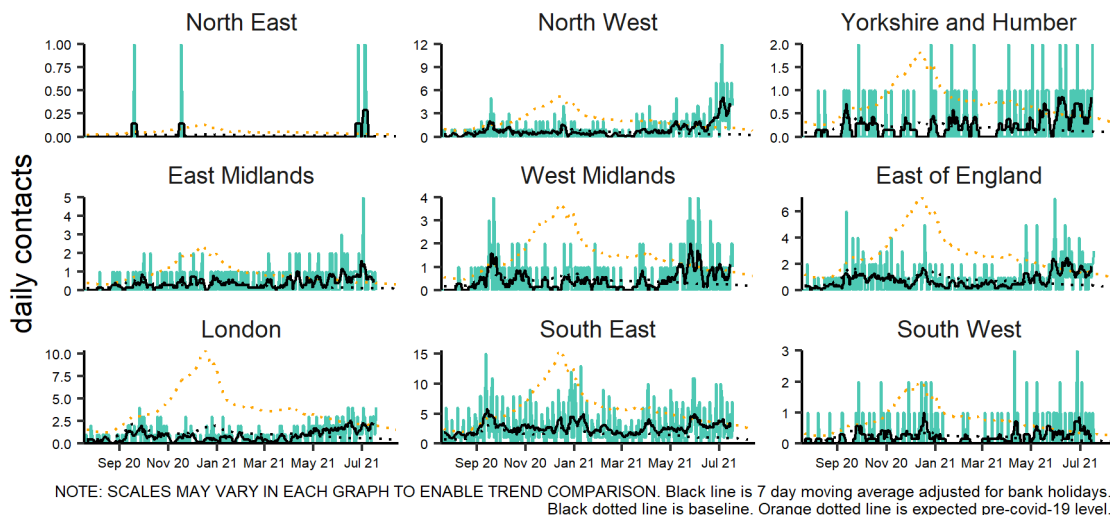 North East
North West
Yorkshire and Humber
1.00
0.75
0.50
0.25
0.00
12
9
6
3
0
2.0
1.5
1.0
0.5
0.0
East Midlands
West Midlands
East of England
5
4
3
2
1
0
4
3
2
1
0
6
4
2
0
daily contacts
London
South East
South West
10.0
7.5
5.0
2.5
0.0
15
10
5
0
3
2
1
0
Sep 20 Nov 20 Jan 21 Mar 21 May 21 Jul 21
Sep 20 Nov 20 Jan 21 Mar 21 May 21 Jul 21
Sep 20 Nov 20 Jan 21 Mar 21 May 21 Jul 21
NOTE: SCALES MAY VARY IN EACH GRAPH TO ENABLE TREND COMPARISON. Black line is 7 day moving average adjusted for bank holidays.
Black dotted line is baseline. Orange dotted line is expected pre-covid-19 level.